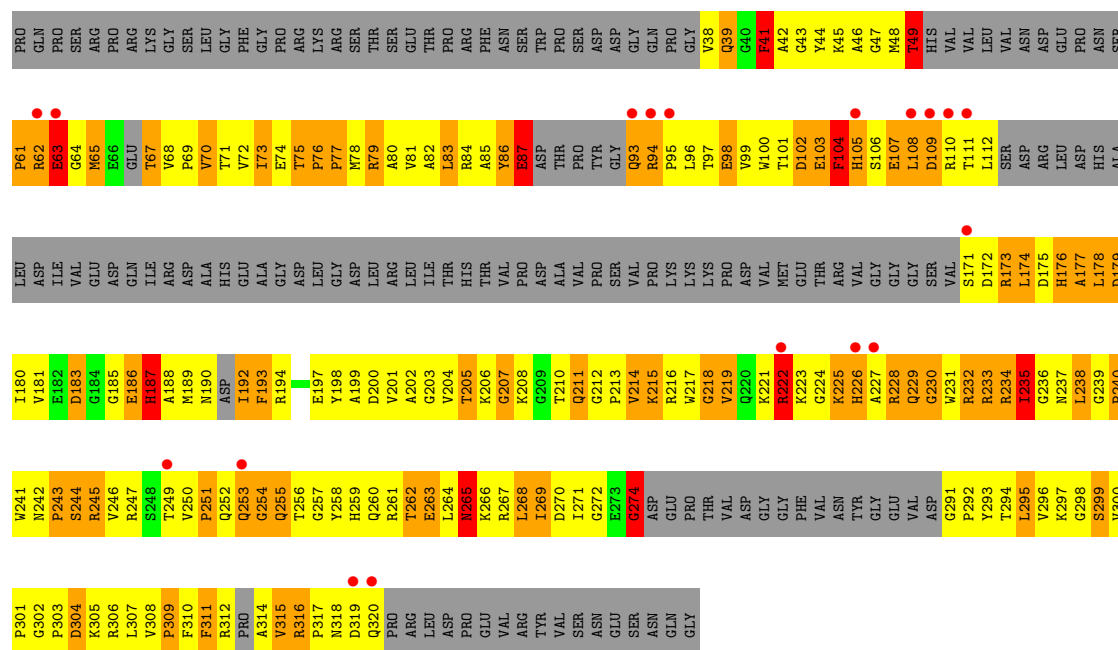 PRO GLN PRO SER ARG PRO ARG LYS GLY SER LEU GLY PHE GLY PRO ARG LYS ARG SER THR SER GLU THR PRO ARG PHE ASN SER TRP PRO SER ASP ASP GLY GLN PRO GLY V38 Q39 G40 F41 A42 G43 Y44 K45 A46 G47 M48 T49 HIS VAL VAL LEU VAL ASN ASP GLU PRO ASN SER
P61 R62 E63 G64 M65 E66 GLU T67 V68 P69 V70 T71 V72 I73 E74 T75 P76 P77 M78 R79 A80 V81 A82 L83 R84 A85 Y86 E87 ASP THR PRO TYR GLY ASP Q93 R94 P95 L96 T97 E98 V99 W100 T101 D102 E103 F104 H105 S106 E107 L108 D109 R110 T111 L112 SER ASP ARG LEU ASP HIS ALA
LEU ASP ILE VAL GLU ASP GLN ILE ARG ASP ALA HIS GLU ALA GLY ASP LEU GLY ASP LEU ARG LEU ILE THR HIS THR VAL PRO ASP ALA VAL PRO SER VAL PRO LYS LYS LYS PRO ASP VAL MET GLU THR ARG VAL GLY GLY GLY SER VAL S171 D172 R173 L174 D175 H176 A177 L178 D179
I180 V181 E182 D183 G184 G185 E186 H187 A188 M189 N190 ASP I192 F193 R194 E197 Y198 A199 D200 V201 A202 G203 V204 T205 K206 G207 K208 G209 T210 Q211 G212 P213 V214 K215 R216 W217 G218 V219 Q220 K221 R222 K223 G224 K225 H226 A227 R228 Q229 G230 W231 R232 R233 R234 I235 G236 N237 L238 G239 P240
W241 N242 P243 S244 R245 V246 R247 S248 T249 V250 P251 Q252 Q253 G254 Q255 T256 G257 Y258 H259 Q260 R261 T262 E263 L264 N265 K266 R267 L268 I269 D270 I271 G272 E273 G274 ASP GLU PRO THR VAL ASP GLY GLY PHE VAL ASN TYR GLY GLU VAL ASP G291 P292 Y293 T294 L295 V296 K297 G298 S299 V300
P301 G302 P303 D304 K305 R306 L307 V308 P309 F310 F311 R312 PRO A314 V315 R316 P317 N318 D319 Q320 PRO ARG LEU ASP PRO GLU VAL ARG TYR VAL SER ASN GLU SER ASN GLN GLY